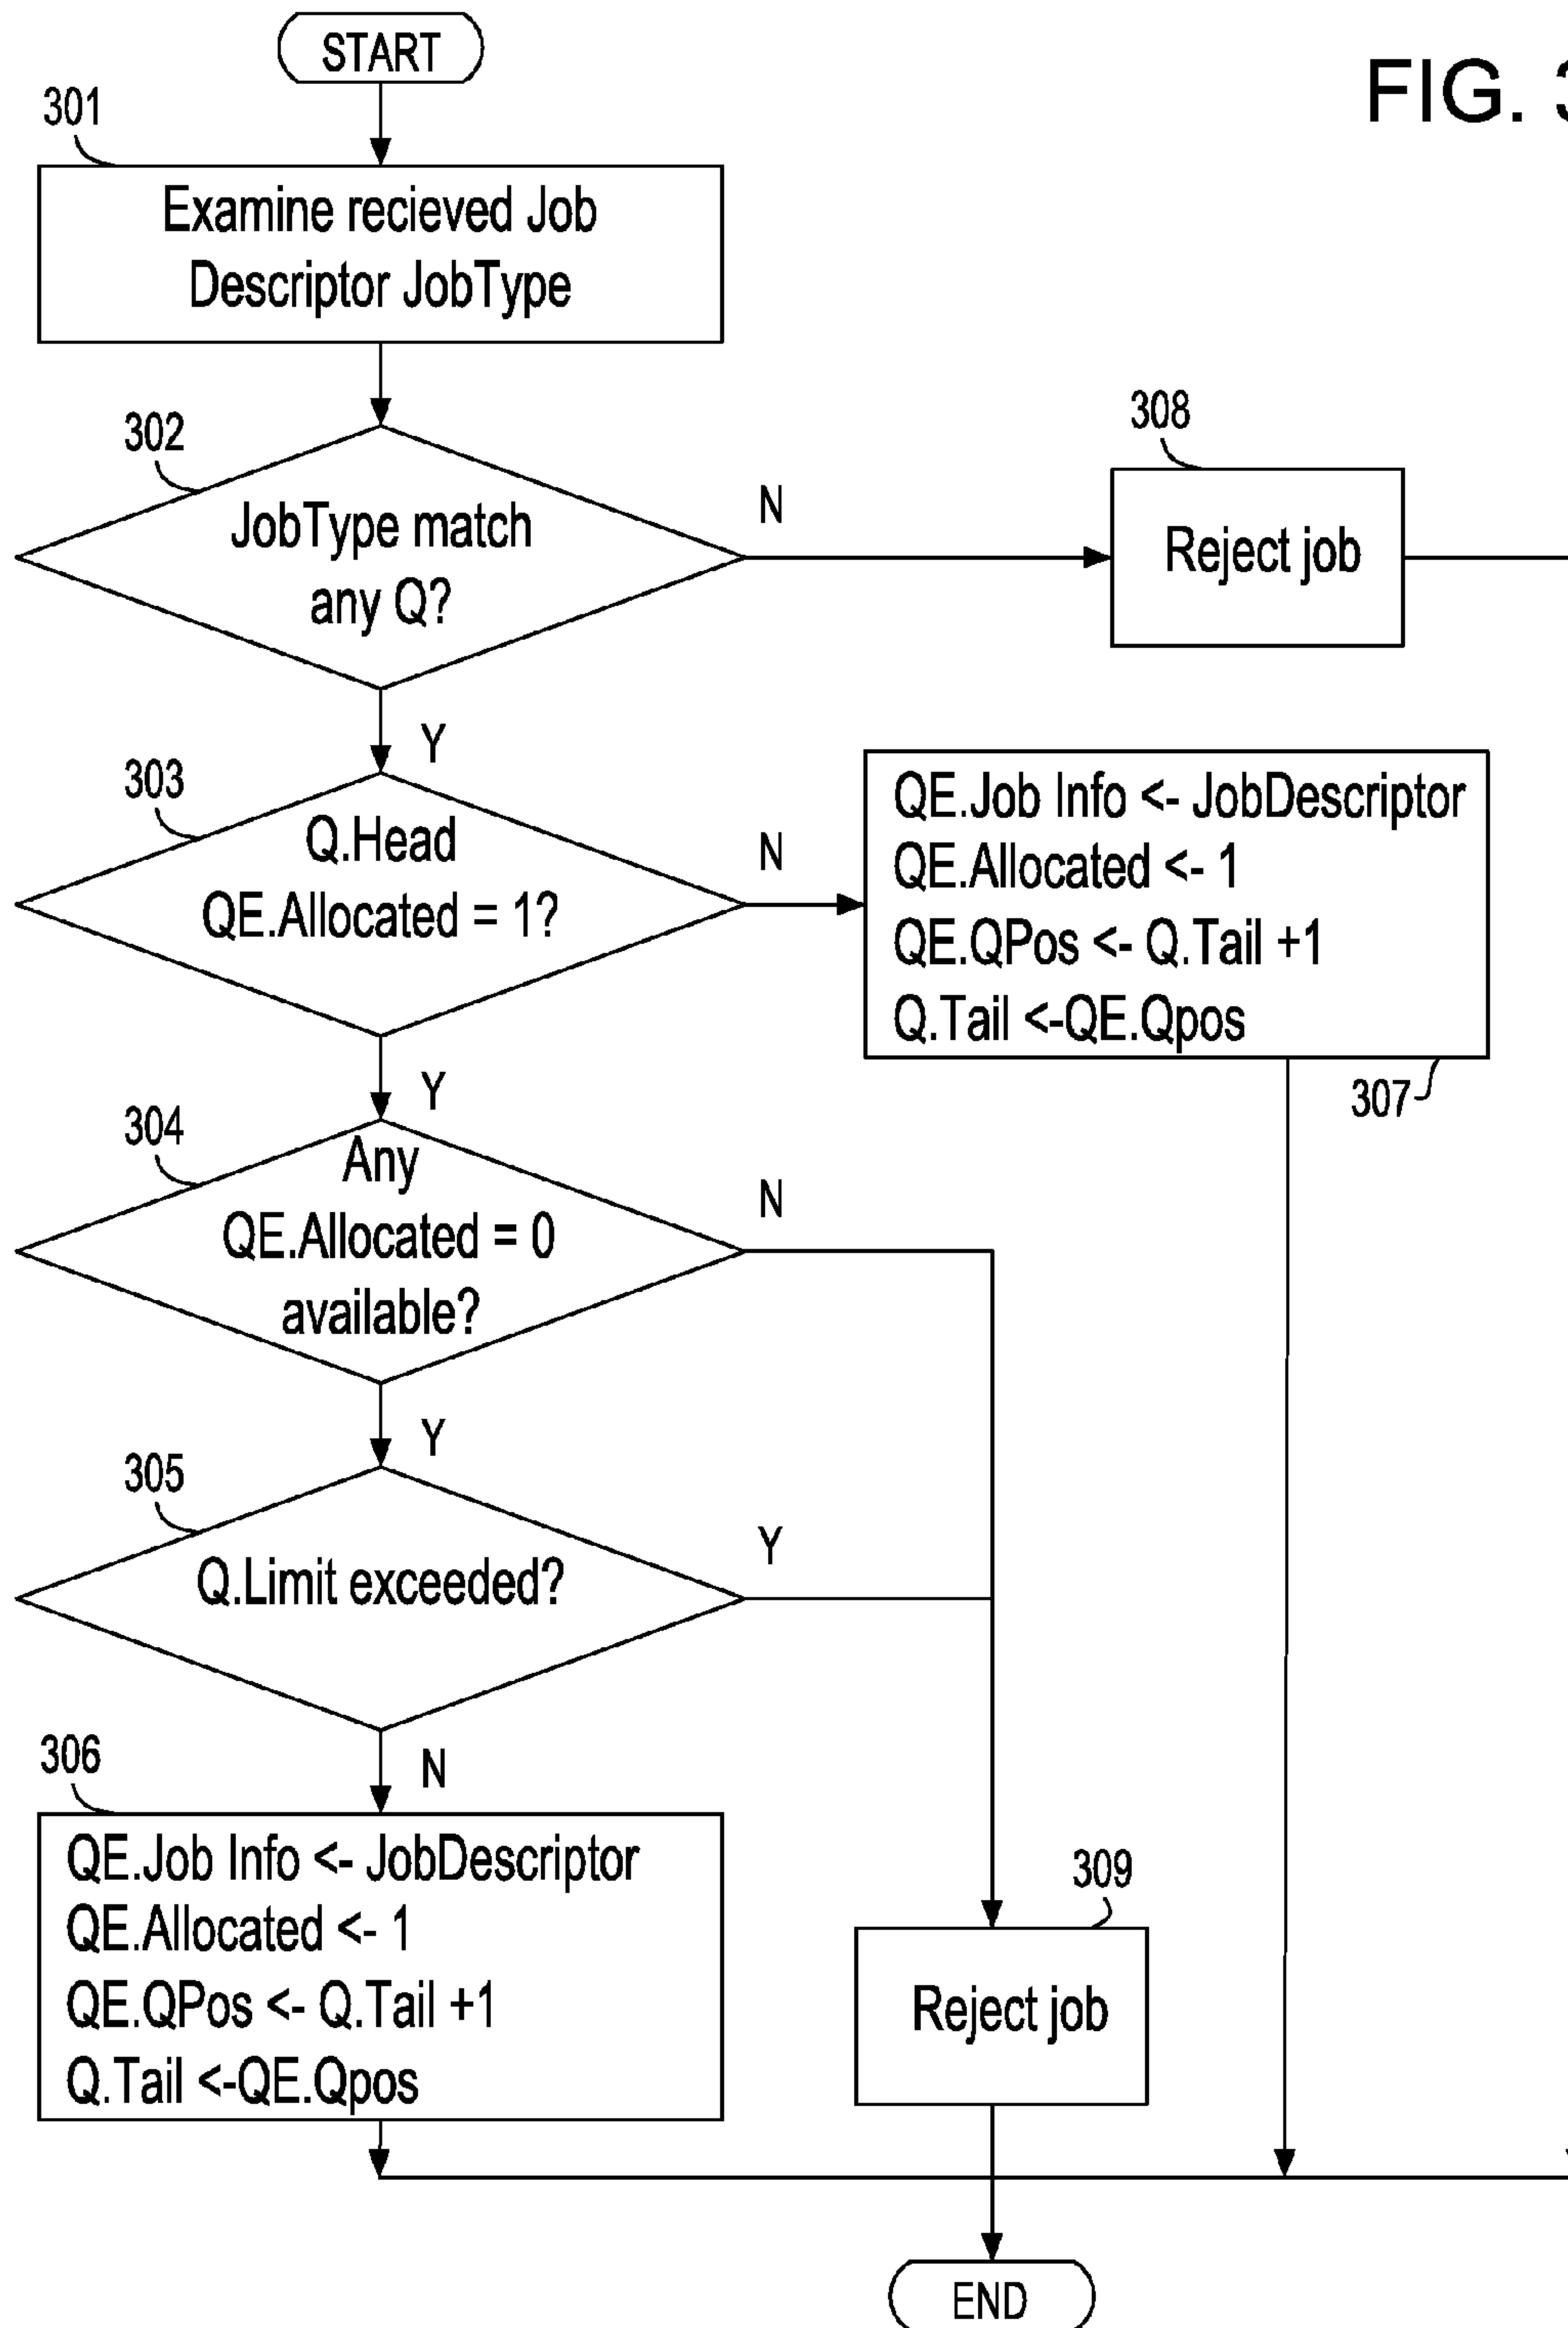 START
FIG. 3
301
Examine recieved Job
Descriptor JobType
302
JobType match
any Q?
N
308
Reject job
Y
303
Q.Head
QE.Allocated = 1?
N
QE.Job Info <- JobDescriptor
QE.Allocated <- 1
QE.QPos <- Q.Tail +1
Q.Tail <-QE.Qpos
307
Y
304
Any
QE.Allocated = 0
available?
N
Y
305
Q.Limit exceeded?
Y
N
306
QE.Job Info <- JobDescriptor
QE.Allocated <- 1
QE.QPos <- Q.Tail +1
Q.Tail <-QE.Qpos
309
Reject job
END